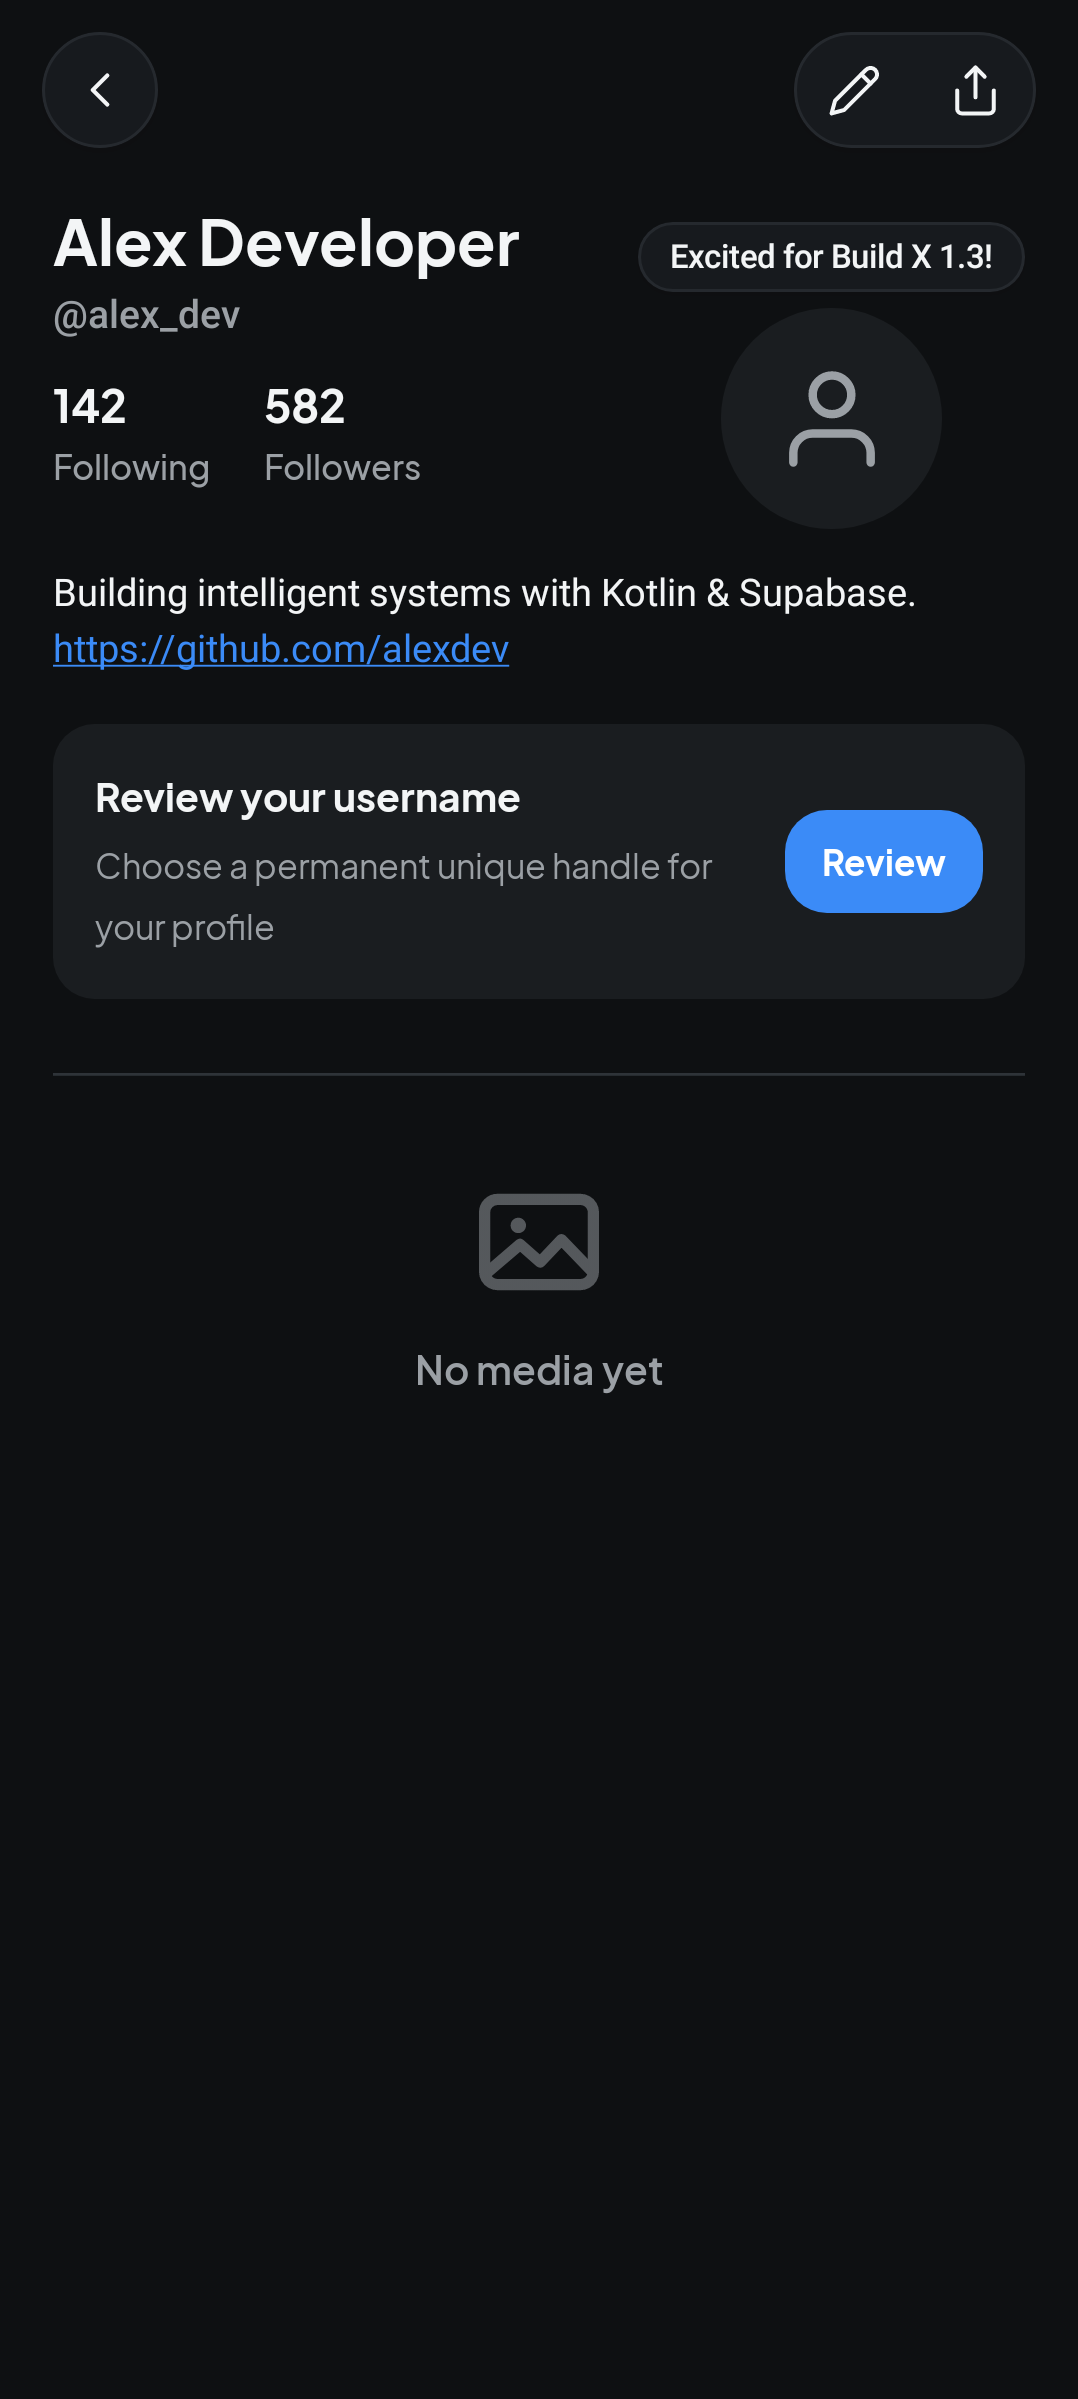 Alex Developer
Excited for Build X 1.3!
@alex_dev
142
582
Following
Followers
Building intelligent systems with Kotlin & Supabase.
https://github.com/alexdev
Review your username
Choose a permanent unique handle for
your profile
Review
No media yet